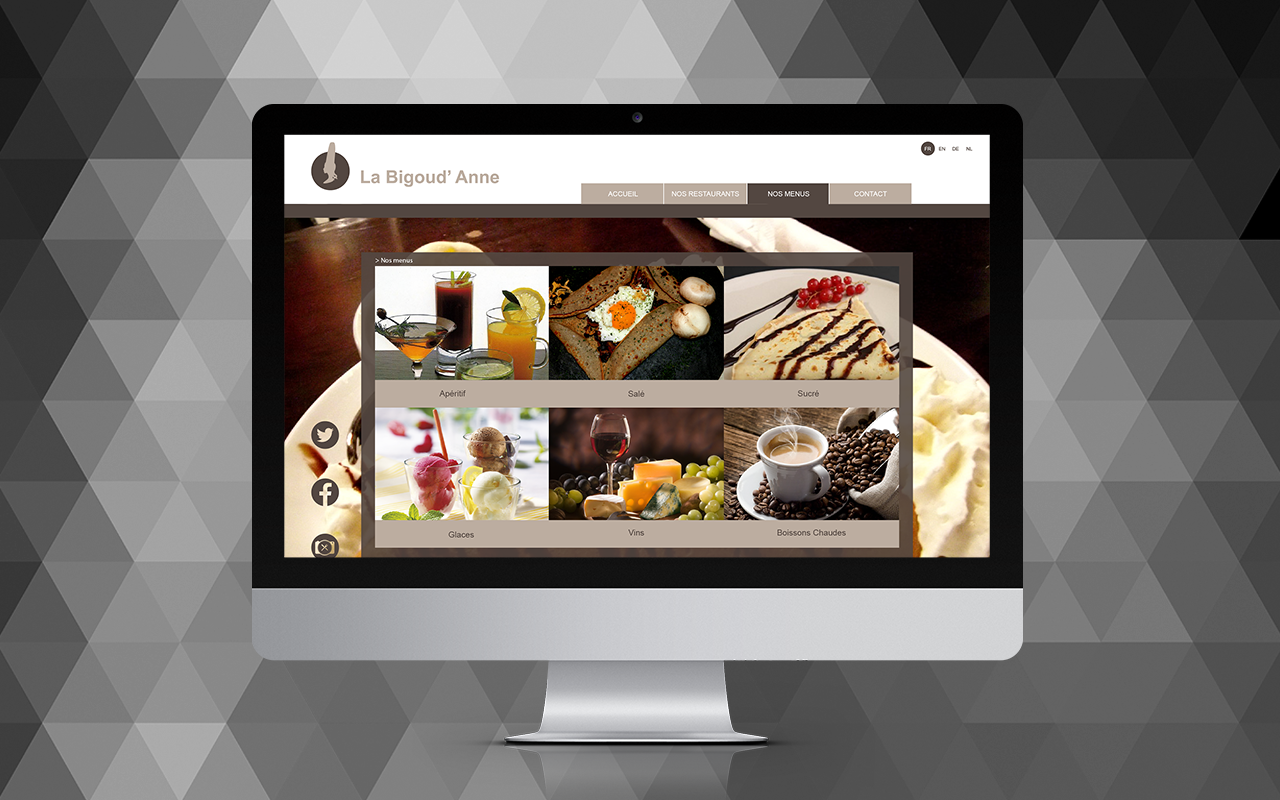 FR EN DE NL
La Bigoud' Anne
ACCUEIL NOS RESTAURANTS NOS MENUS CONTACT
> Nos menus
Apéritif Salé Sucré
Glaces Vins Boissons Chaudes